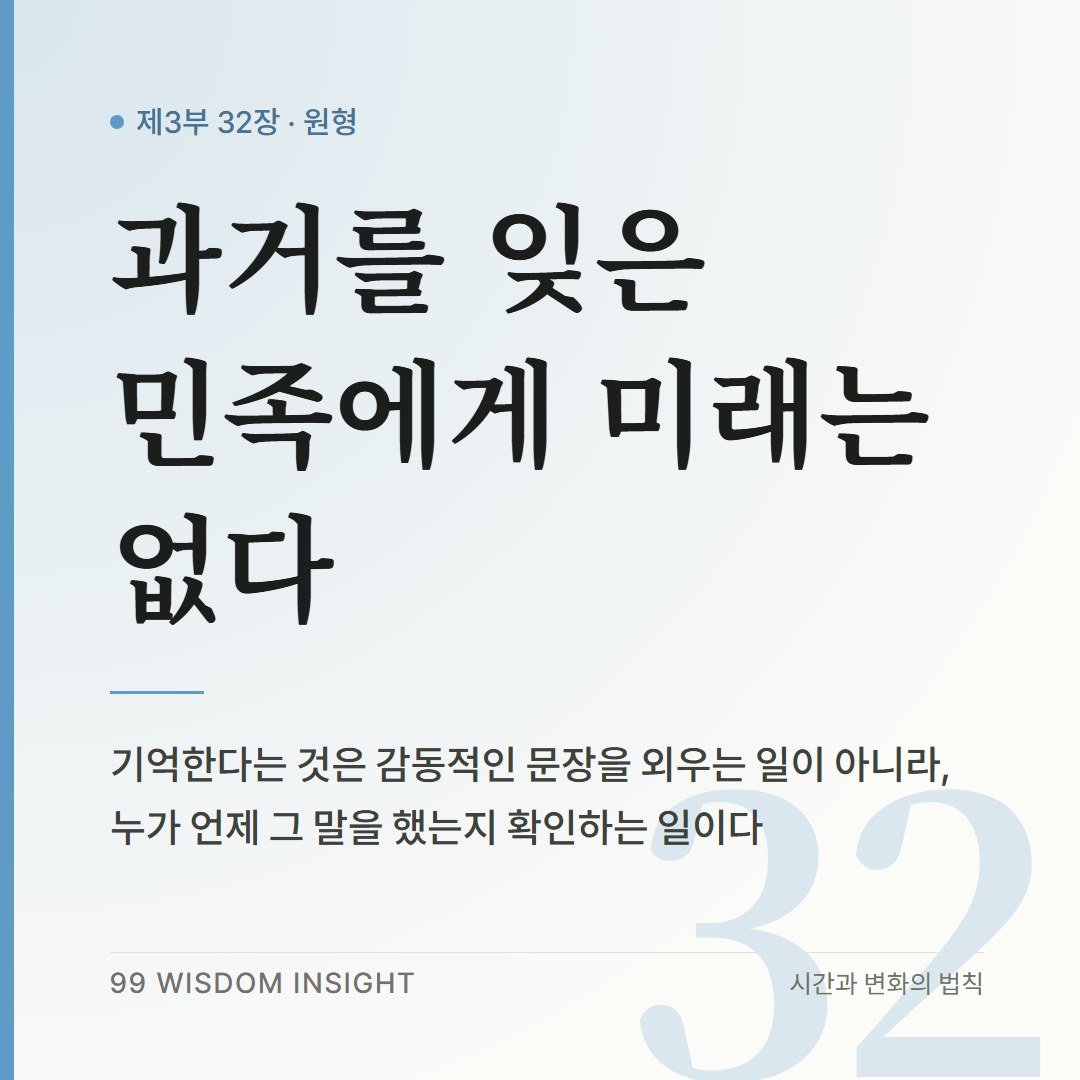 제3부 32장 · 원형
과거를 잊은
민족에게 미래는
없다
기억한다는 것은 감동적인 문장을 외우는 일이 아니라,
누가 언제 그 말을 했는지 확인하는 일이다
32
99 WISDOM INSIGHT
시간과 변화의 법칙